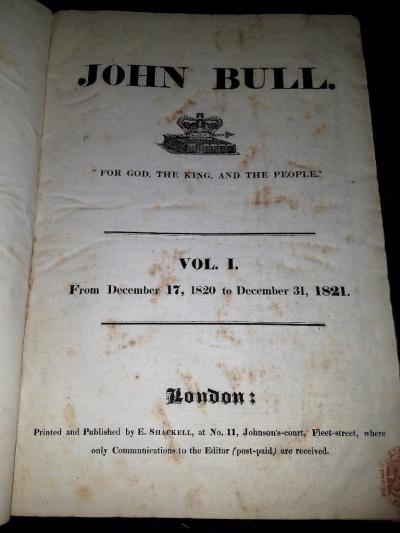 JOHN BULL.
"FOR GOD, THE KING, AND THE PEOPLE."
VOL. I.
From December 17, 1820 to December 31, 1821.
London:
Printed and Published by E. SHACKELL, at No. 11, Johnson's-court, Fleet-street, where
only Communications to the Editor (post-paid) are received.